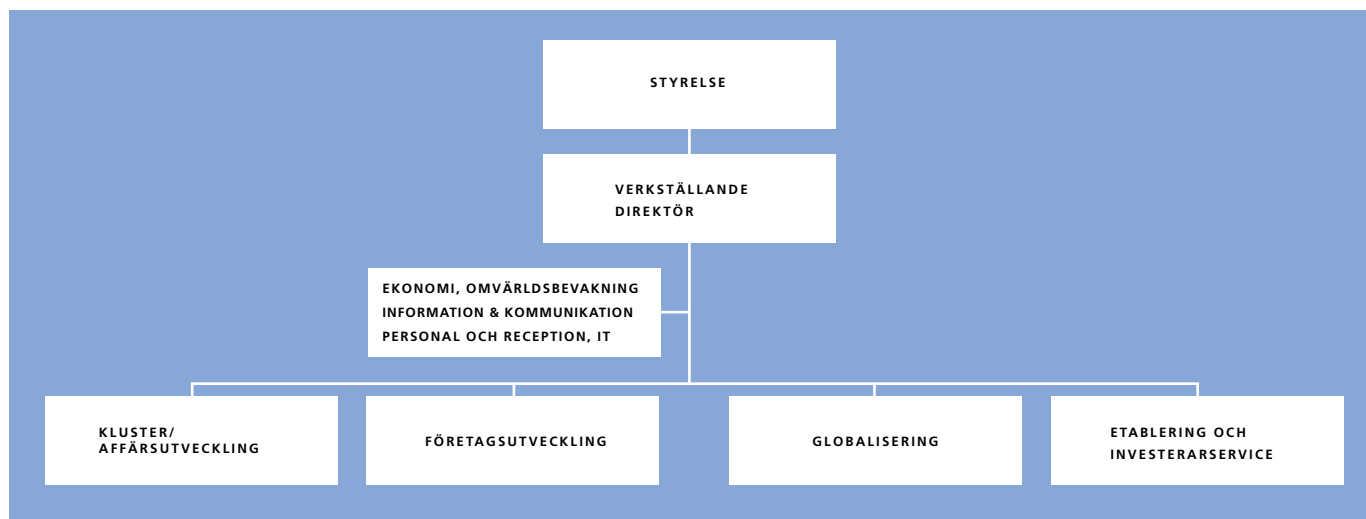 STYRELSE
VERKSTÄLLANDE
DIREKTÖR
EKONOMI, OMVÄRLDSBEVAKNING
INFORMATION & KOMMUNIKATION
PERSONAL OCH RECEPTION, IT
KLUSTER/
AFFÄRSUTVECKLING
FÖRETAGSUTVECKLING
GLOBALISERING
ETABLERING OCH
INVESTERARSERVICE